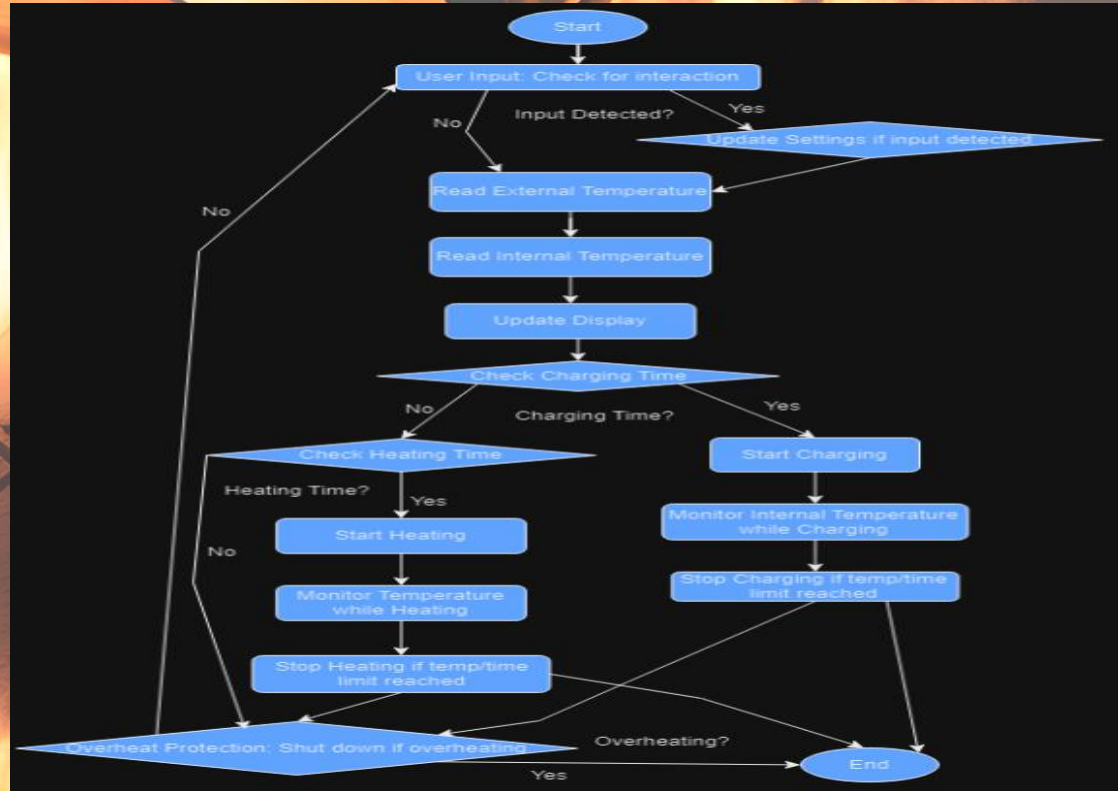 Start
User Input: Check for interaction
Input Detected?
Yes
No
Update Settings if input detected
Read External Temperature
No
Read Internal Temperature
Update Display
Check Charging Time
No
Charging Time?
Yes
Check Heating Time
Start Charging
Heating Time?
Yes
Monitor Internal Temperature
while Charging
Start Heating
No
Stop Charging if temp/time
limit reached
Monitor Temperature
while Heating
Stop Heating if temp/time
limit reached
Overheat Protection: Shut down if overheating
Overheating?
Yes
End